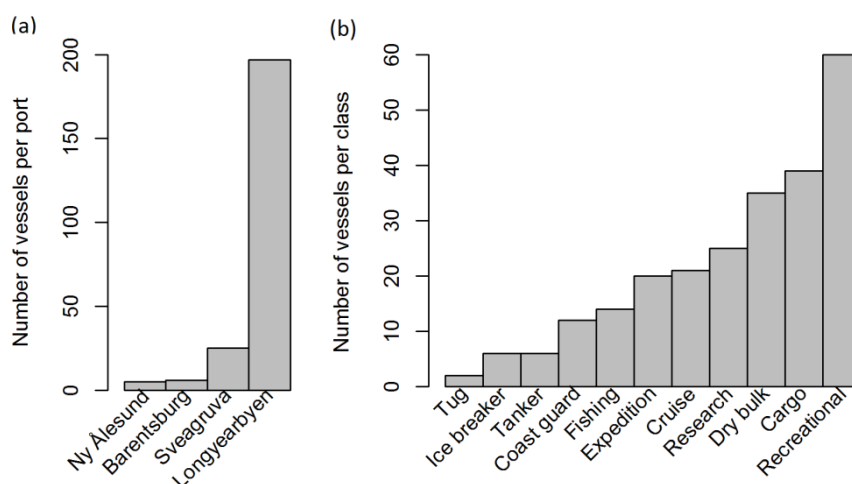 (a)
Number of vessels per port
200
150
100
50
0
Ny Ålesund
Barentsburg
Sveagruva
Longyearbyen
(b)
Number of vessels per class
60
50
40
30
20
10
0
Tug
Ice breaker
Tanker
Coast guard
Fishing
Expedition
Cruise
Research
Dry bulk
Cargo
Recreational